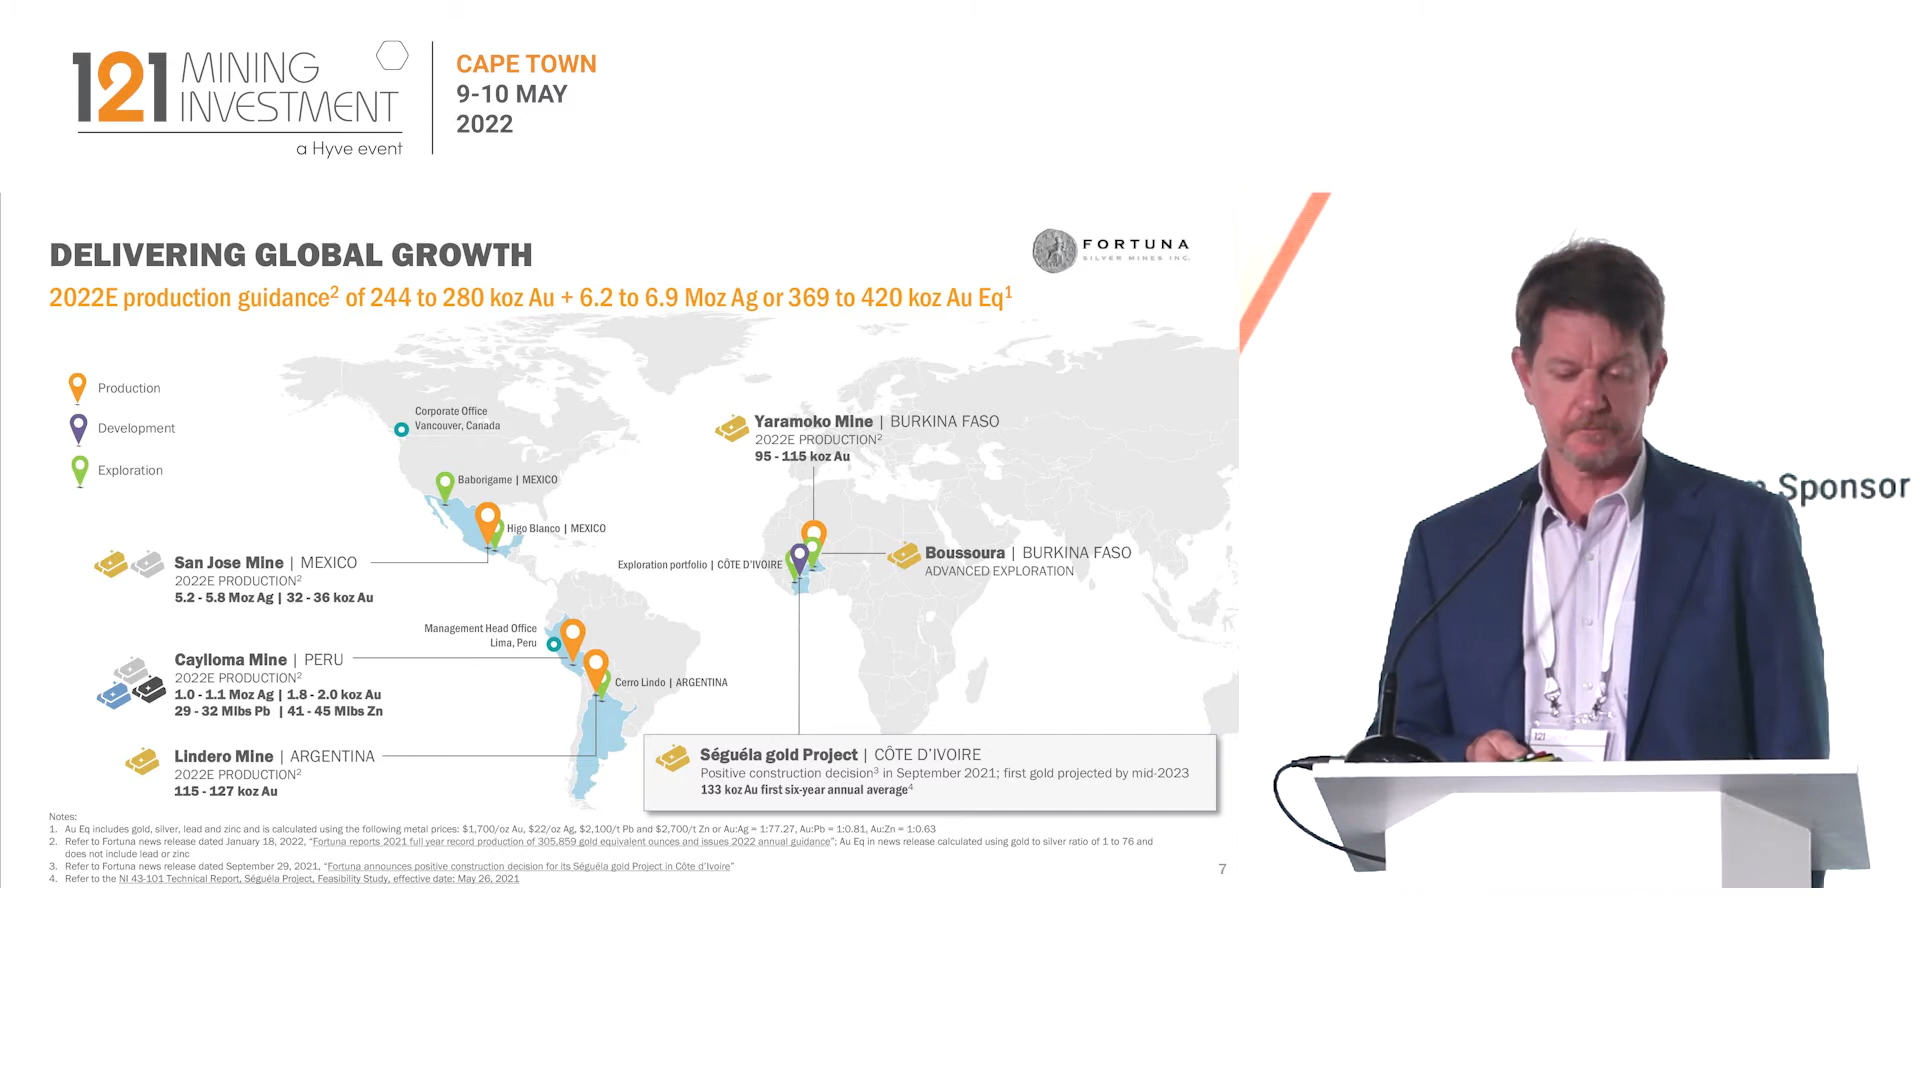 121 MINING
INVESTMENT
a Hyve event
CAPE TOWN
9-10 MAY
2022
DELIVERING GLOBAL GROWTH
FORTUNA
SILVER MINES INC.
2022E production guidance² of 244 to 280 koz Au + 6.2 to 6.9 Moz Ag or 369 to 420 koz Au Eq¹
Production
Development
Exploration
Corporate Office
Vancouver, Canada
Yaramoko Mine | BURKINA FASO
2022E PRODUCTION²
95 - 115 koz Au
Baborigame | MEXICO
Higo Blanco | MEXICO
San Jose Mine | MEXICO
2022E PRODUCTION²
5.2 - 5.8 Moz Ag | 32 - 36 koz Au
Exploration portfolio | CÔTE D'IVOIRE
Boussoura | BURKINA FASO
ADVANCED EXPLORATION
Management Head Office
Lima, Peru
Caylloma Mine | PERU
2022E PRODUCTION²
1.0 - 1.1 Moz Ag | 1.8 - 2.0 koz Au
29 - 32 Mlbs Pb | 41 - 45 Mlbs Zn
Cerro Lindo | ARGENTINA
Lindero Mine | ARGENTINA
2022E PRODUCTION²
115 - 127 koz Au
Séguéla gold Project | CÔTE D'IVOIRE
Positive construction decision³ in September 2021; first gold projected by mid-2023
133 koz Au first six-year annual average⁴
Notes:
1. Au Eq includes gold, silver, lead and zinc and is calculated using the following metal prices: $1,700/oz Au, $22/oz Ag, $2,100/t Pb and $2,700/t Zn or Au:Ag = 1:77.27, Au:Pb = 1:0.81, Au:Zn = 1:0.63
2. Refer to Fortuna news release dated January 18, 2022, "Fortuna reports 2021 full year record production of 305,859 gold equivalent ounces and issues 2022 annual guidance"; Au Eq in news release calculated using gold to silver ratio of 1 to 76 and
does not include lead or zinc
3. Refer to Fortuna news release dated September 29, 2021, "Fortuna announces positive construction decision for its Séguéla gold Project in Côte d'Ivoire"
4. Refer to the NI 43-101 Technical Report, Séguéla Project, Feasibility Study, effective date: May 26, 2021
7
Sponsor
121